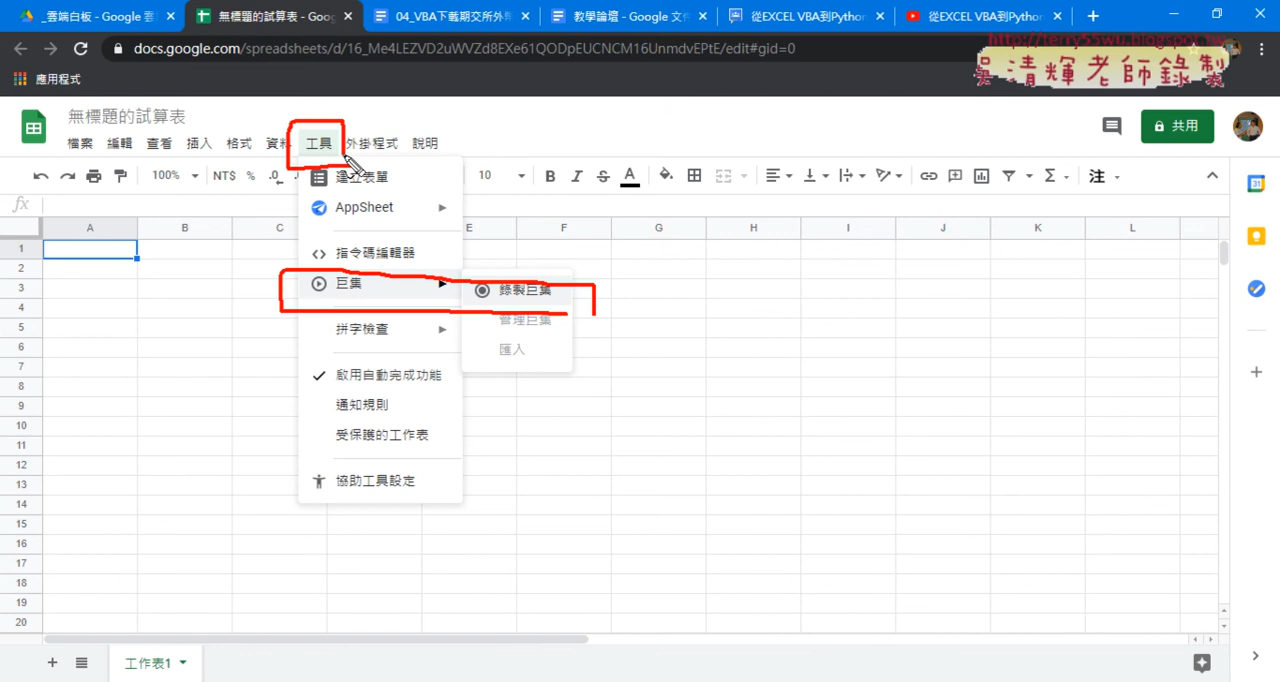 _雲端白板 - Google 雲
無標題的試算表 - Goog
04_VBA下載期交所外
教學論壇 - Google 文
從EXCEL VBA到Python
從EXCEL VBA到Python
docs.google.com/spreadsheets/d/16_Me4LEZVD2uWVZd8EXe61QODpEUCNCM16UnmdvEPtE/edit#gid=0
http://terry55wu.blogspot.tw
吳清輝老師錄製
應用程式
無標題的試算表
檔案 編輯 查看 插入 格式 資料 工具 外掛程式 說明
共用
100% NT$ % .0 10 B I S A Σ 注
fx
A B C E F G H I J K L
1
2
3
4
5
6
7
8
9
10
11
12
13
14
15
16
17
18
19
20
建立表單
AppSheet
指令碼編輯器
巨集
錄製巨集
管理巨集
匯入
拼字檢查
啟用自動完成功能
通知規則
受保護的工作表
協助工具設定
31
工作表1